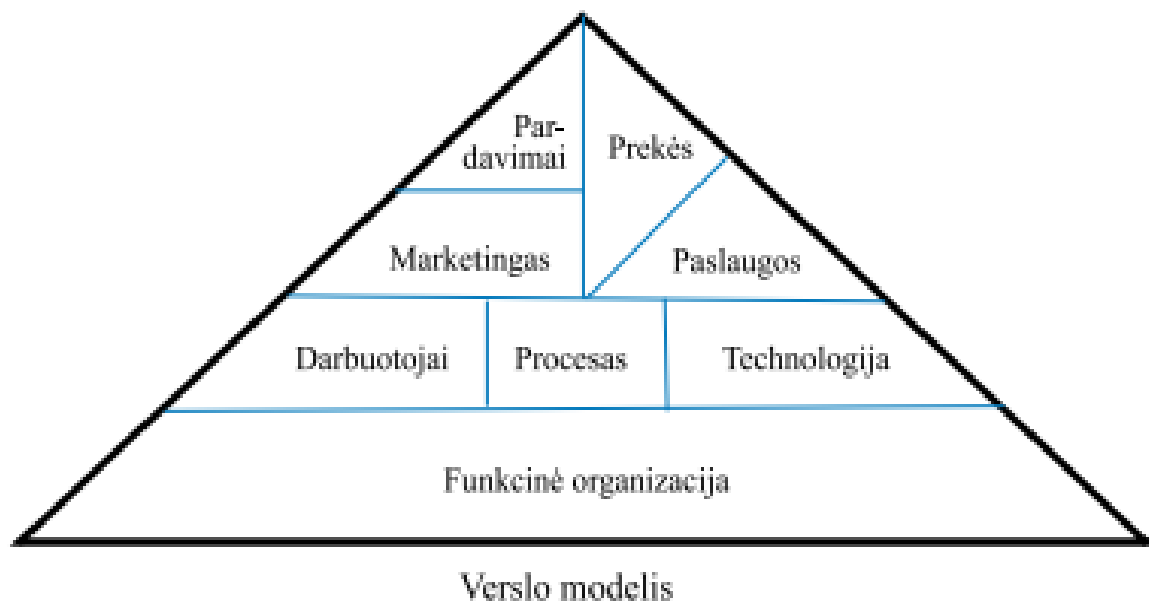 Par-
davimai
Prekės
Marketingas
Paslaugos
Darbuotojai
Procesas
Technologija
Funkcinė organizacija
Verslo modelis